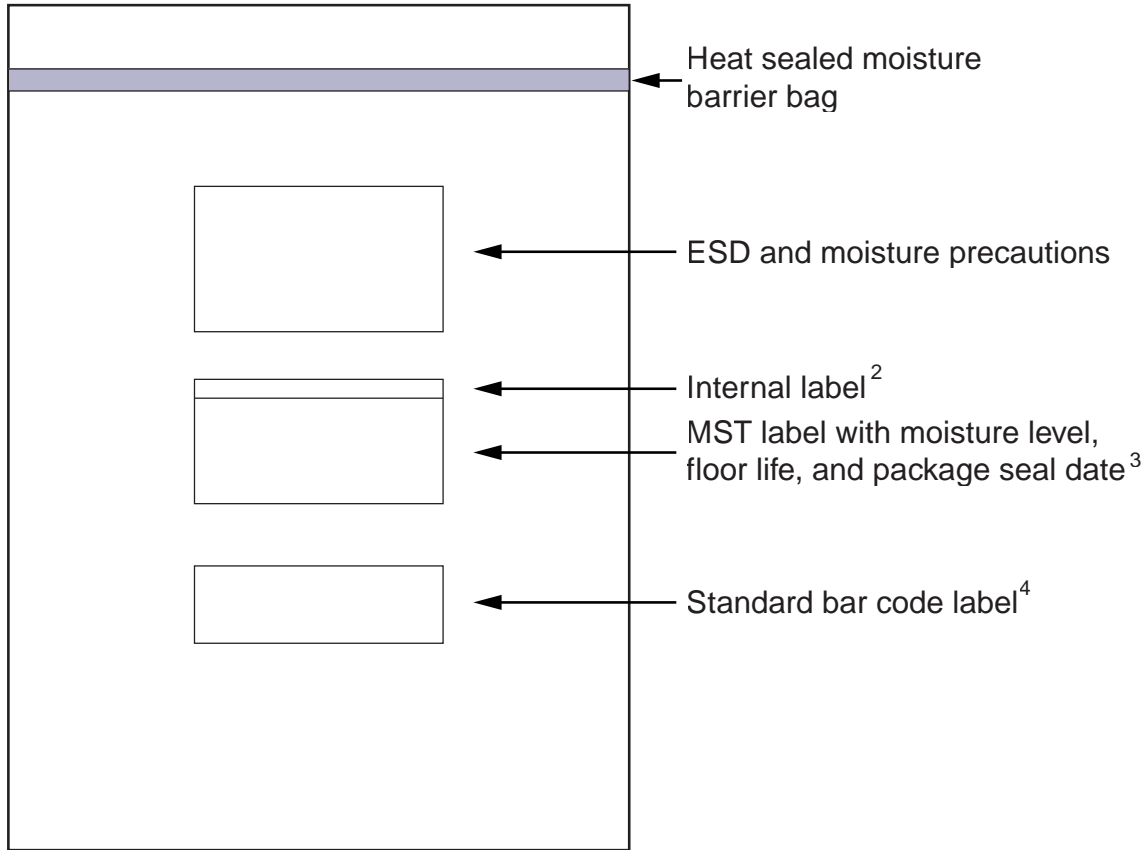 Heat sealed moisture
barrier bag
ESD and moisture precautions
Internal label 2
MST label with moisture level,
floor life, and package seal date 3
Standard bar code label 4